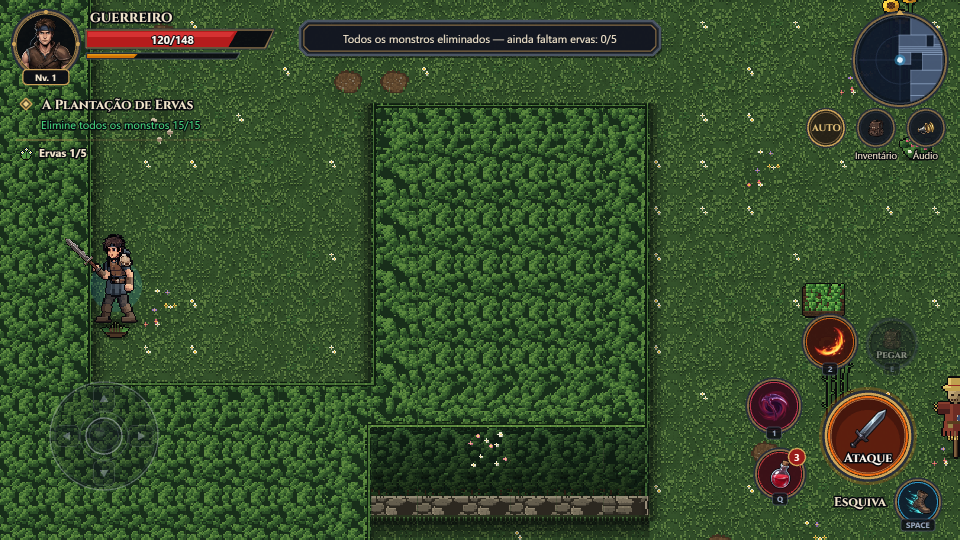 GUERREIRO
120/148
Nv. 1
Todos os monstros eliminados — ainda faltam ervas: 0/5
A Plantação de Ervas
Elimine todos os monstros 15/15
Ervas 1/5
AUTO
Inventário
Áudio
2
PEGAR
E
1
ATAQUE
3
Q
ESQUIVA
SPACE